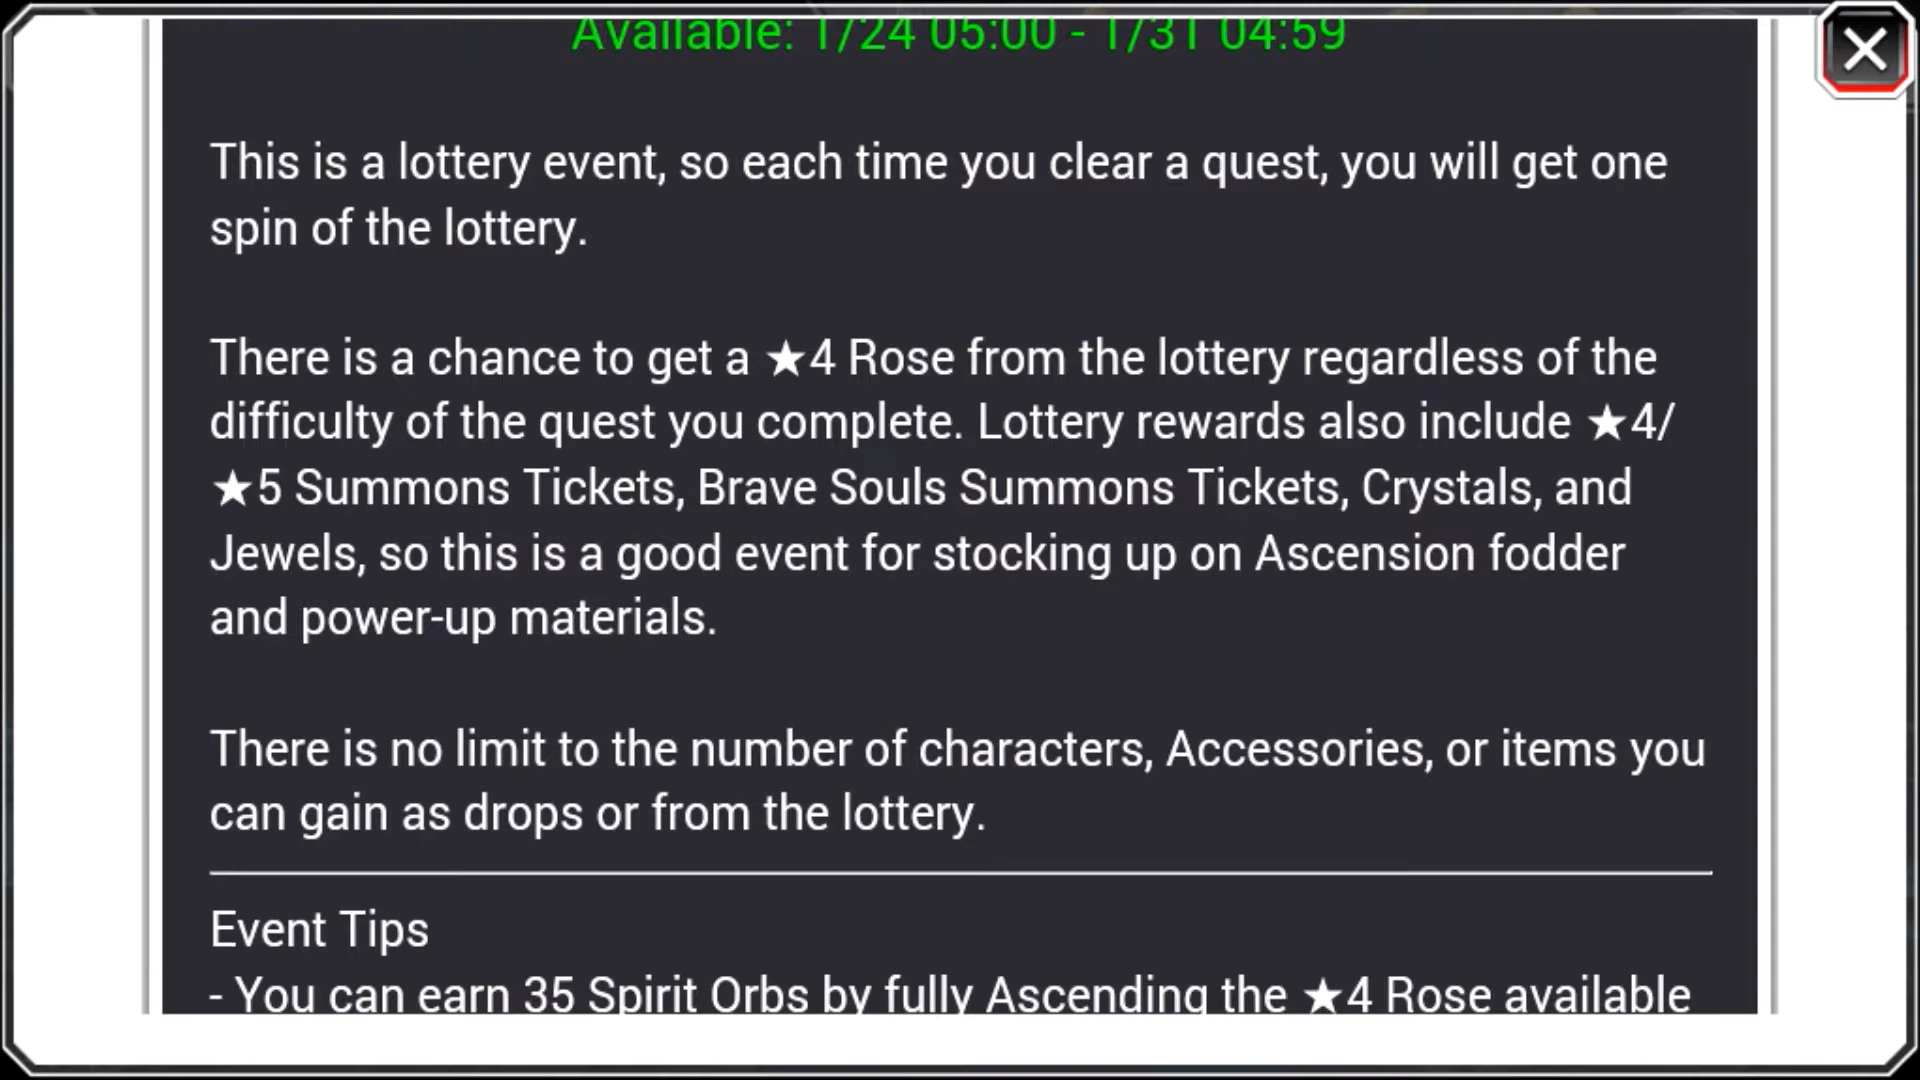 Available: 1/24 05:00 - 1/31 04:59
This is a lottery event, so each time you clear a quest, you will get one
spin of the lottery.
There is a chance to get a ★4 Rose from the lottery regardless of the
difficulty of the quest you complete. Lottery rewards also include ★4/
★5 Summons Tickets, Brave Souls Summons Tickets, Crystals, and
Jewels, so this is a good event for stocking up on Ascension fodder
and power-up materials.
There is no limit to the number of characters, Accessories, or items you
can gain as drops or from the lottery.
Event Tips
- You can earn 35 Spirit Orbs by fully Ascending the ★4 Rose available